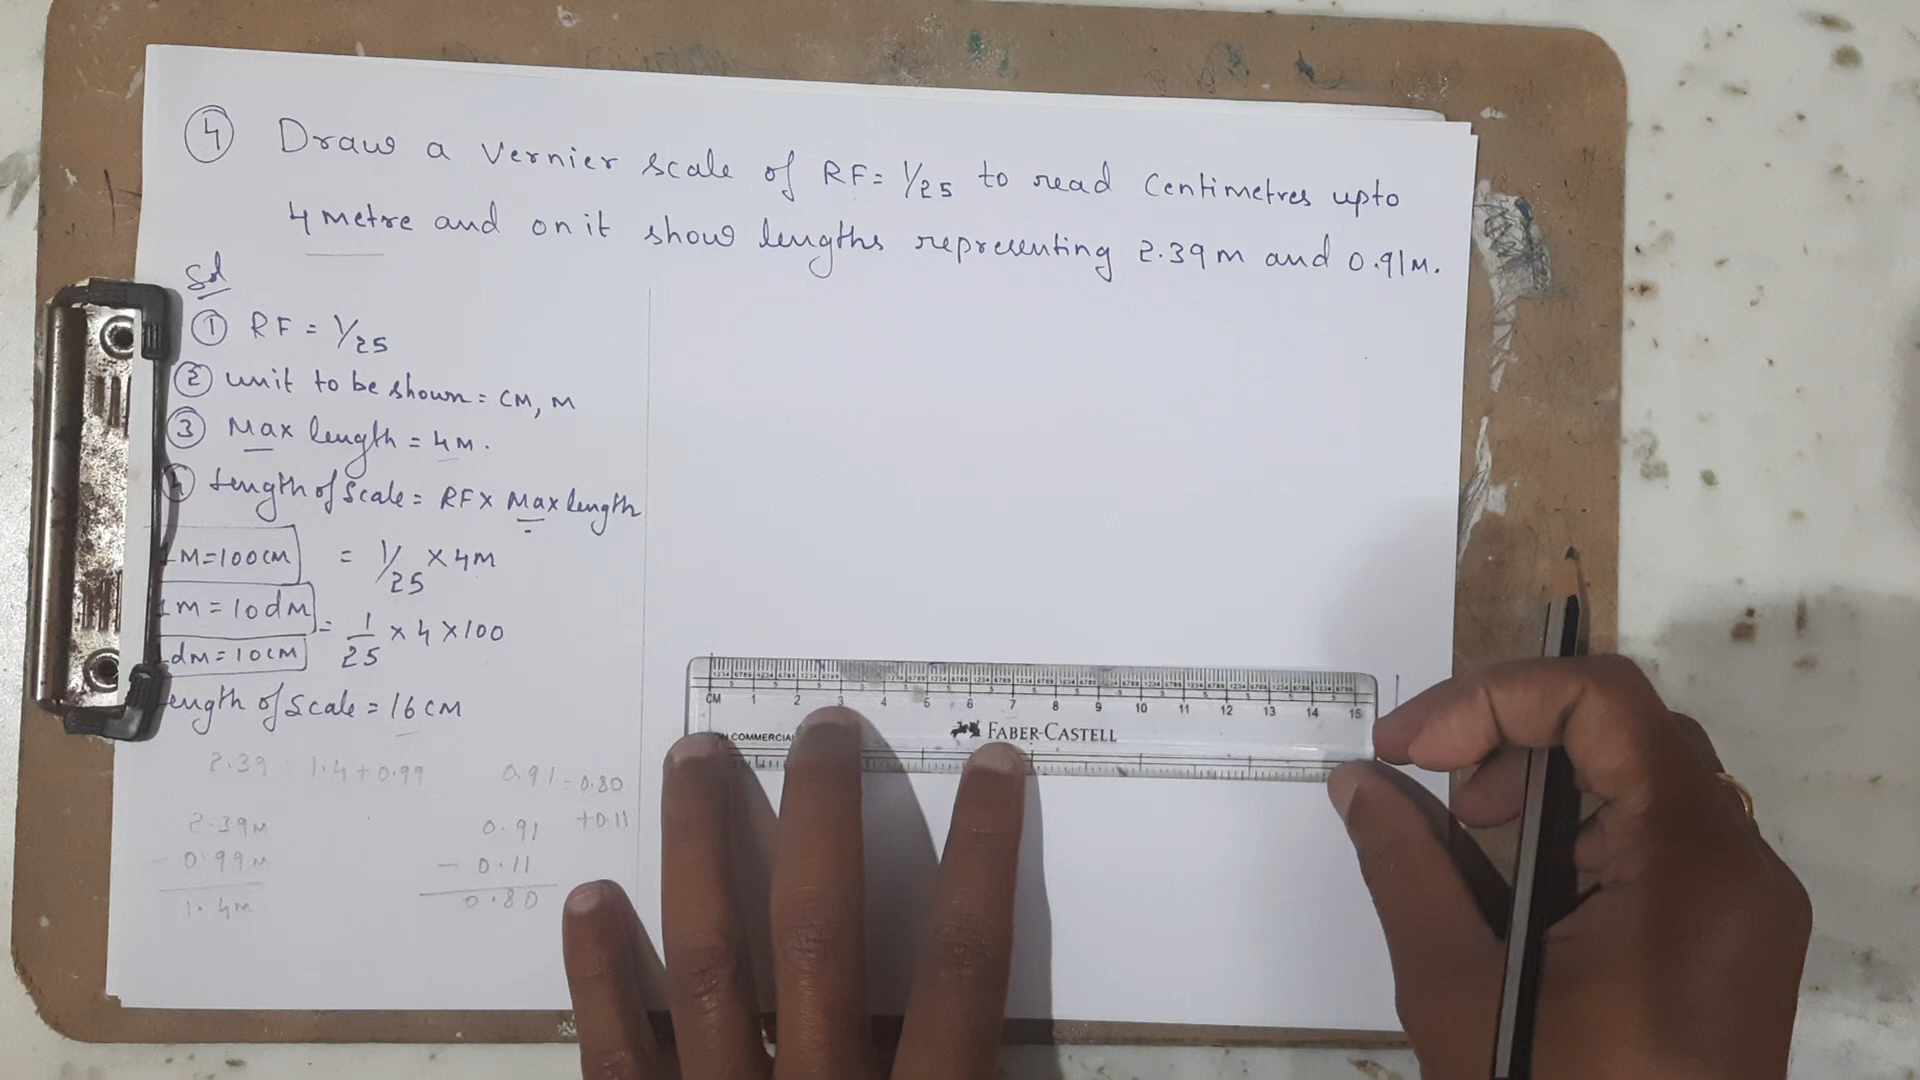 4 Draw a Vernier scale of RF= 1/25 to read Centimetres upto
4 metre and on it show lengths representing 2.39m and 0.91m.
Sol
1 RF = 1/25
2 unit to be shown = CM, M
3 Max length = 4M.
4 Length of Scale = RF X Max length
1M=100CM = 1/25 X 4M
1M = 10dM = 1/25 X 4 X 100
1dM = 10CM
Length of Scale = 16 CM
2.39 = 1.4 + 0.99 0.91 = 0.80
+0.11
2.39M 0.91
- 0.99M - 0.11
1.4M 0.80
CM 1 2 3 4 5 6 7 8 9 10 11 12 13 14 15
COMMERCIAL FABER-CASTELL